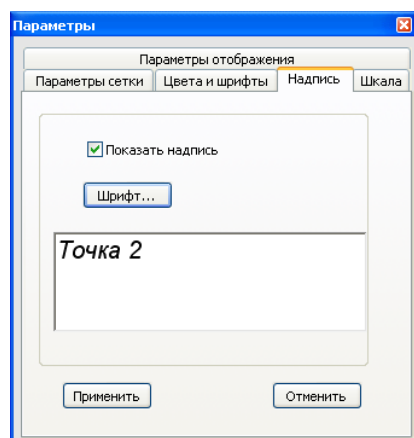 Параметры
Параметры отображения
Параметры сетки Цвета и шрифты Надпись Шкала
Показать надпись
Шрифт...
Точка 2
Применить Отменить